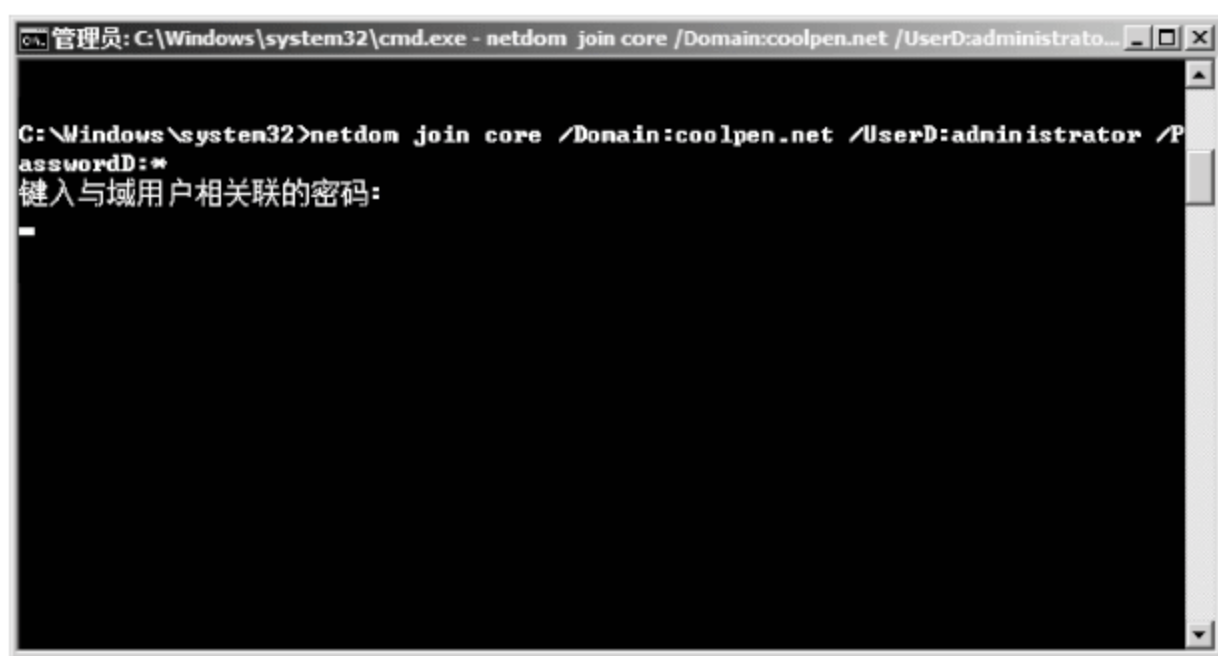 管理员: C:\Windows\system32\cmd.exe - netdom  join core /Domain:coolpen.net /UserD:administrato...
C:\Windows\system32>netdom join core /Domain:coolpen.net /UserD:administrator /P
asswordD:*
键入与域用户相关联的密码: